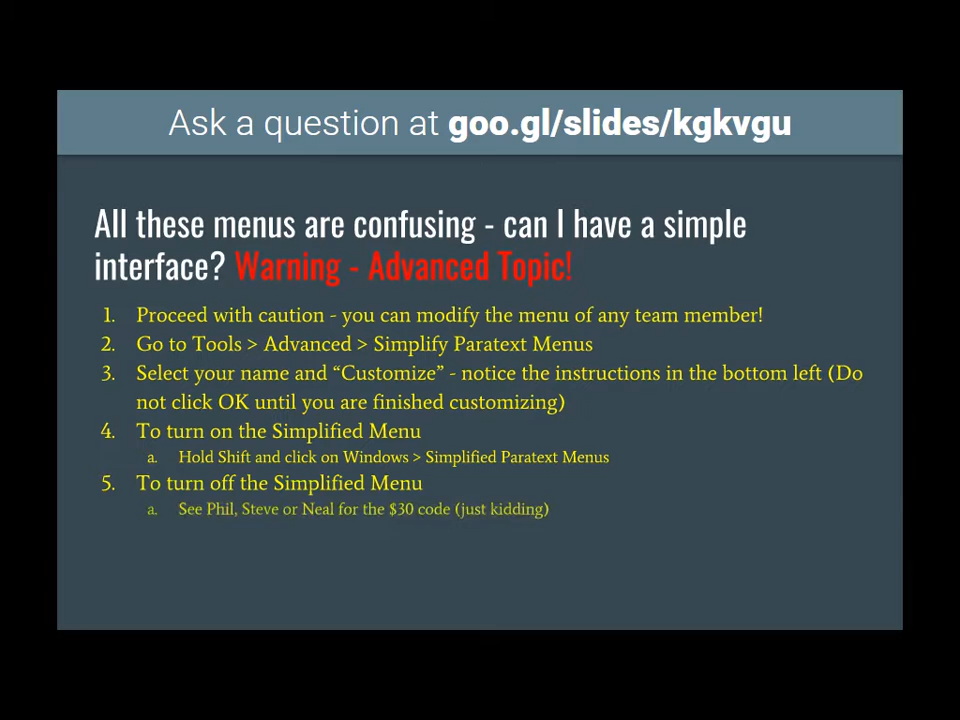 Ask a question at goo.gl/slides/kgkvgu
All these menus are confusing - can I have a simple
interface? Warning - Advanced Topic!
1. Proceed with caution - you can modify the menu of any team member!
2. Go to Tools > Advanced > Simplify Paratext Menus
3. Select your name and “Customize” - notice the instructions in the bottom left (Do
not click OK until you are finished customizing)
4. To turn on the Simplified Menu
a. Hold Shift and click on Windows > Simplified Paratext Menus
5. To turn off the Simplified Menu
a. See Phil, Steve or Neal for the $30 code (just kidding)